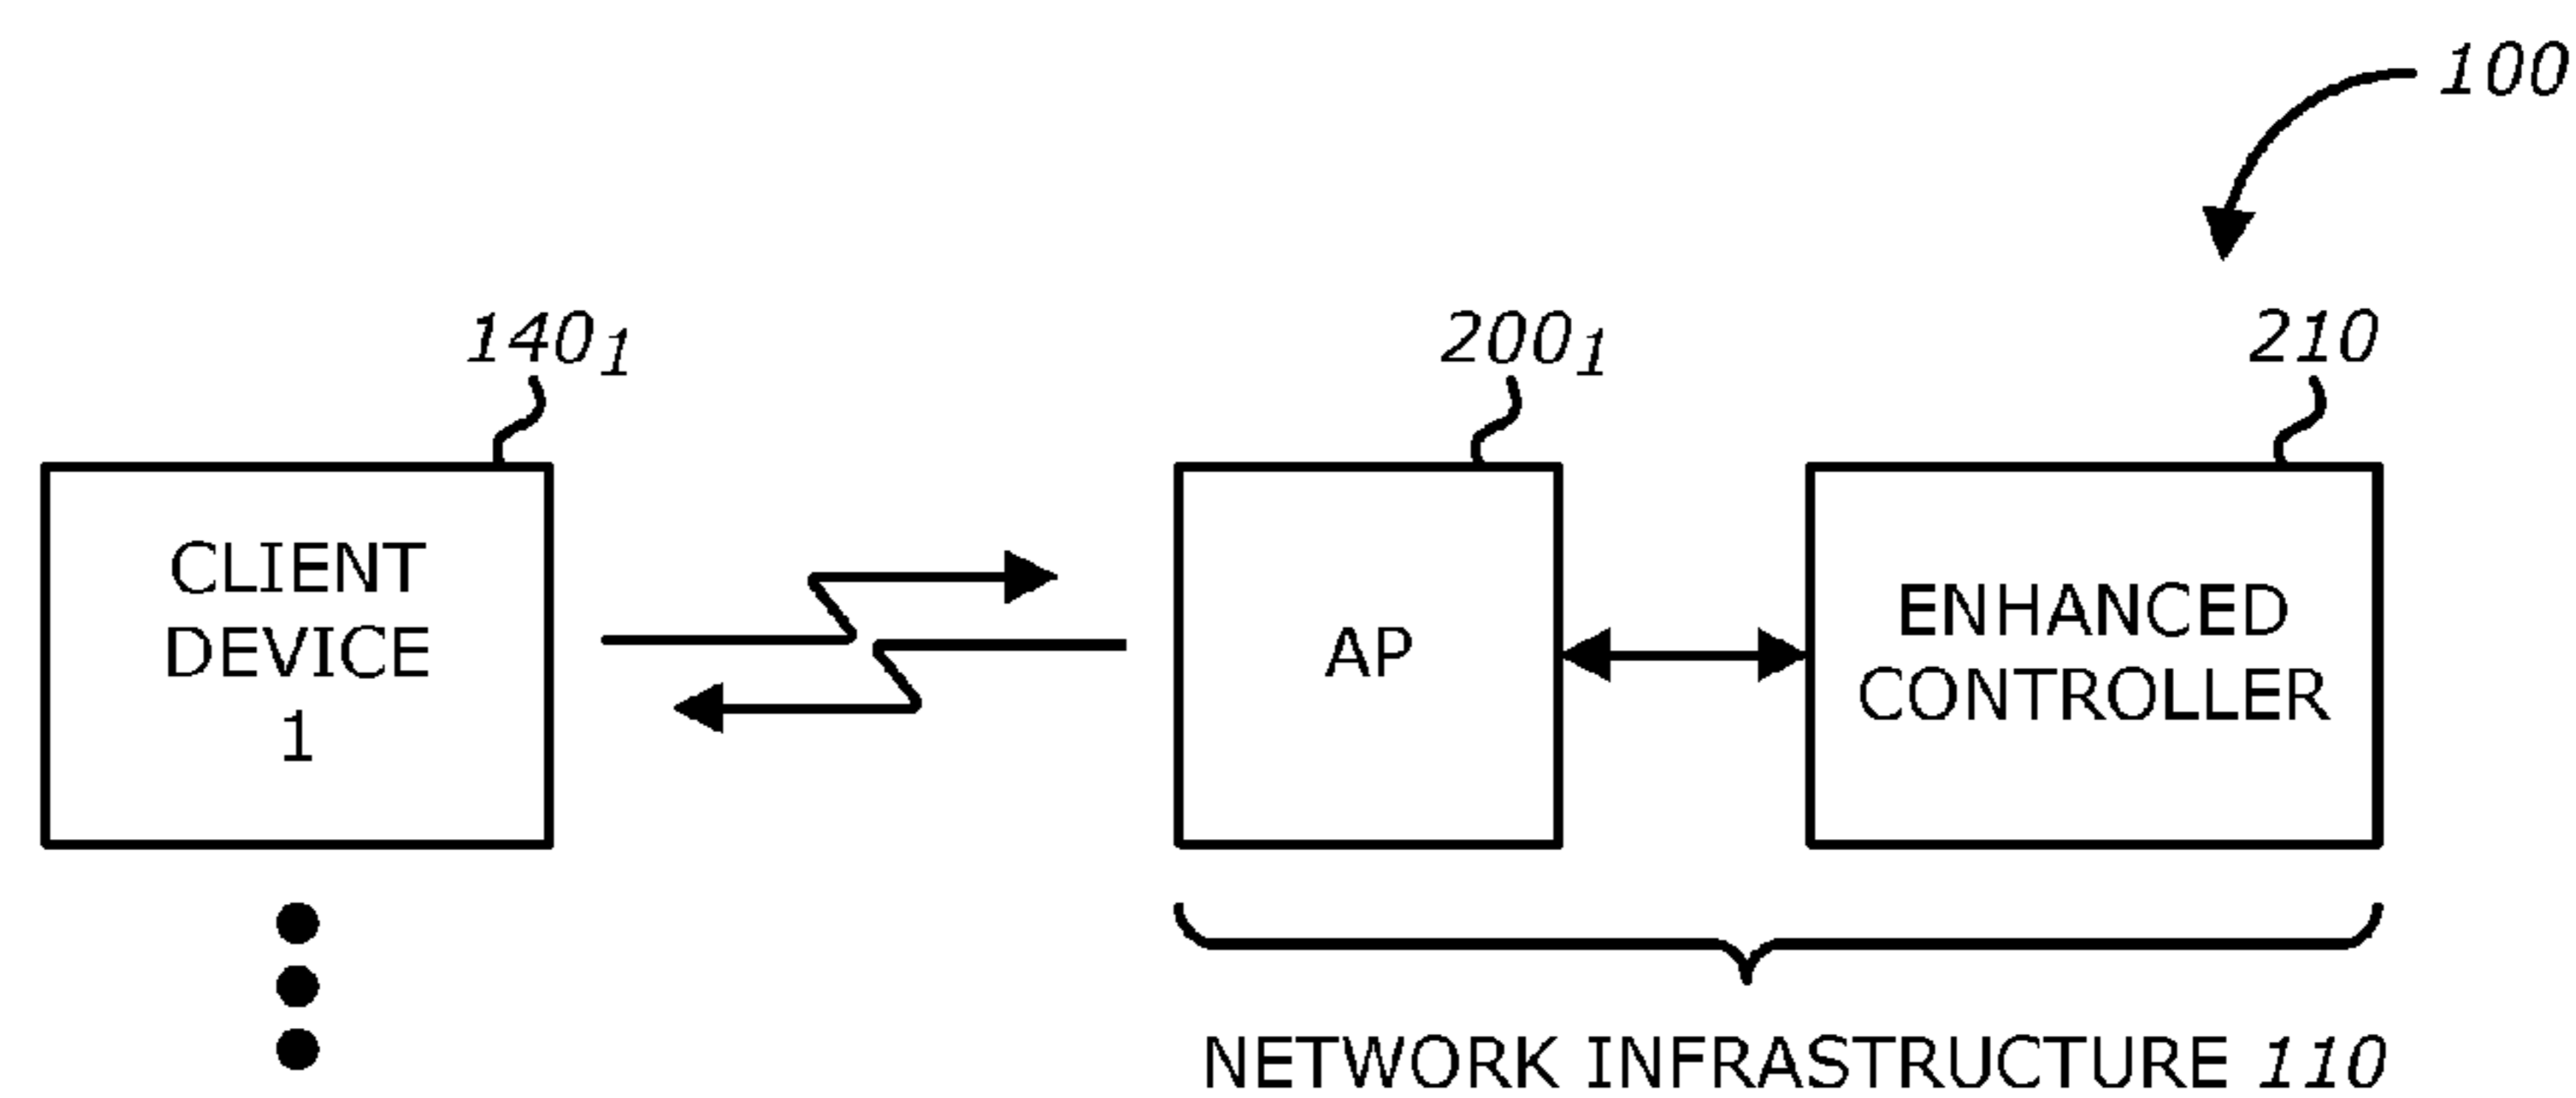 100
140₁
200₁
210
CLIENT
DEVICE
1
AP
ENHANCED
CONTROLLER
NETWORK INFRASTRUCTURE 110